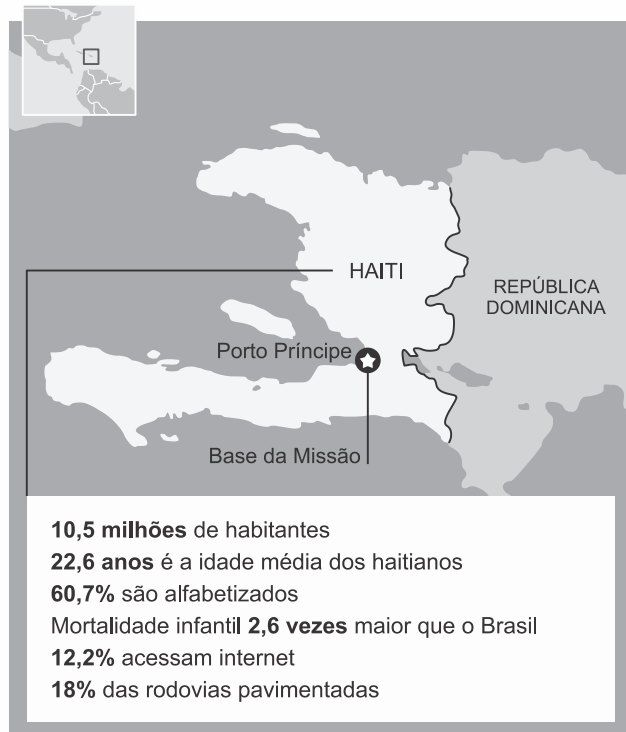 HAITI
REPÚBLICA
DOMINICANA
Porto Príncipe
Base da Missão
10,5 milhões de habitantes
22,6 anos é a idade média dos haitianos
60,7% são alfabetizados
Mortalidade infantil 2,6 vezes maior que o Brasil
12,2% acessam internet
18% das rodovias pavimentadas